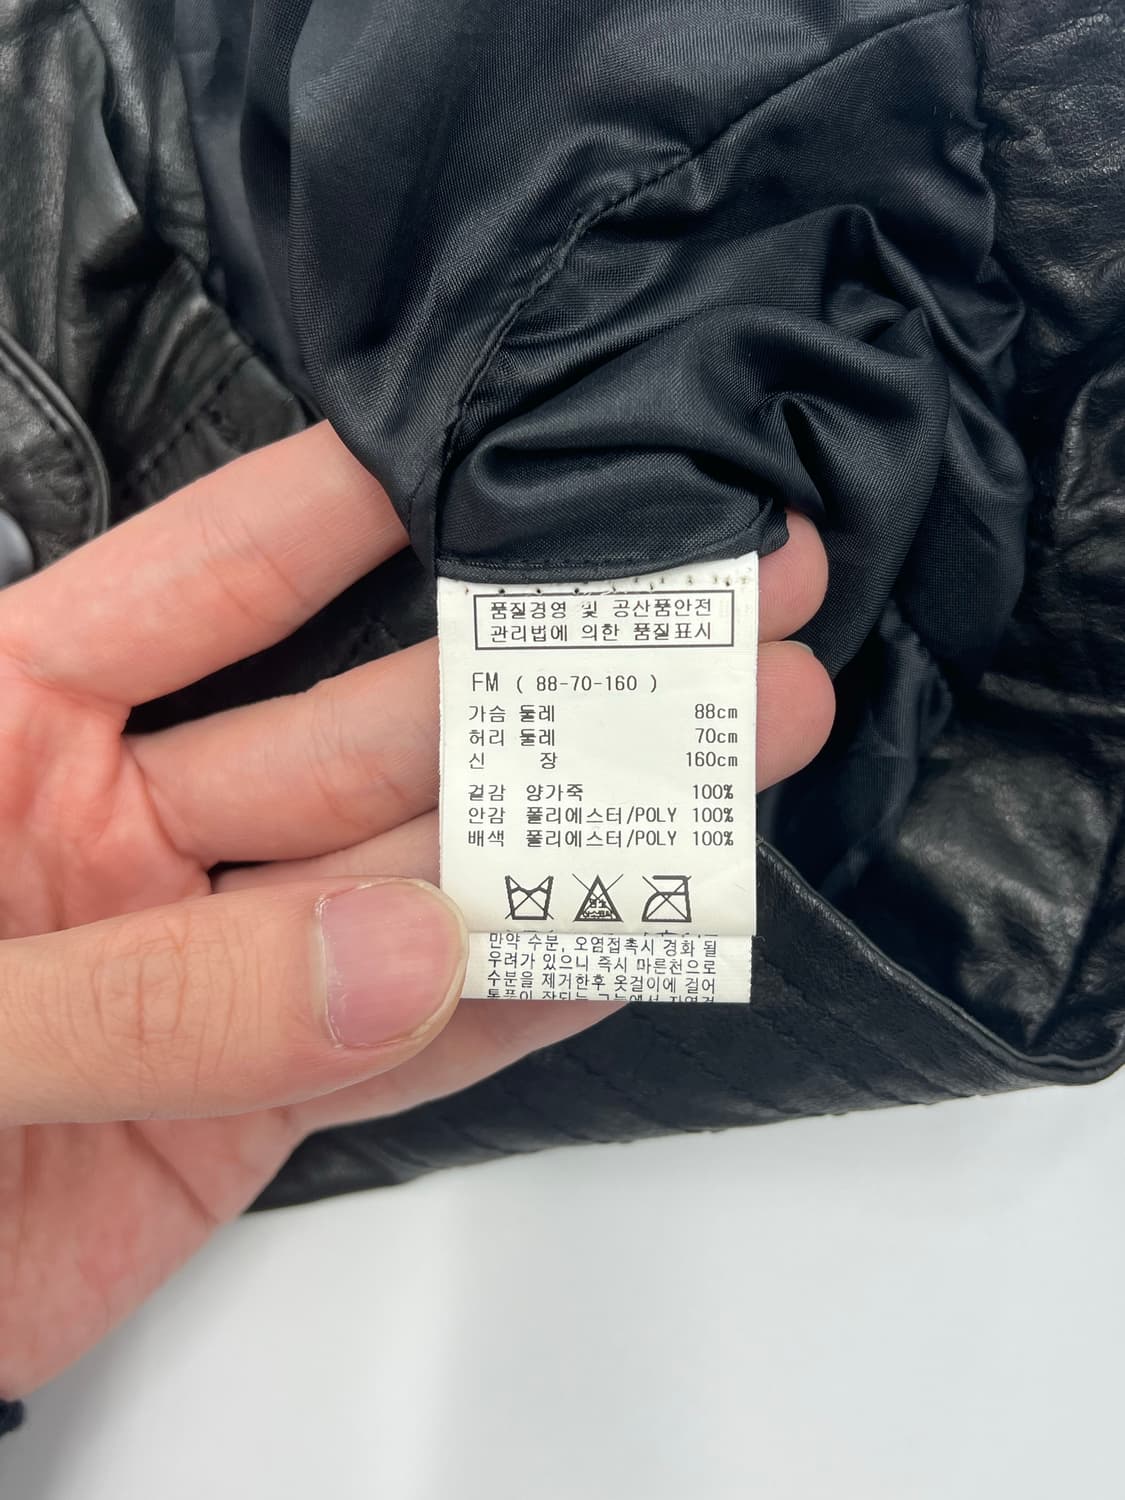 품질경영 및 공산품안전
관리법에 의한 품질표시
FM ( 88-70-160 )
가슴 둘레 88cm
허리 둘레 70cm
신 장 160cm
겉감 양가죽 100%
안감 폴리에스터/POLY 100%
배색 폴리에스터/POLY 100%
만약 수분, 오염접촉시 경화 될
우려가 있으니 즉시 마른천으로
수분을 제거한후 옷걸이에 걸어